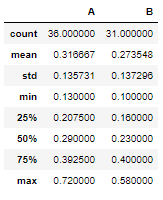 A B
count 36.000000 31.000000
mean 0.316667 0.273548
std 0.135731 0.137296
min 0.130000 0.100000
25% 0.207500 0.160000
50% 0.290000 0.230000
75% 0.392500 0.400000
max 0.720000 0.580000